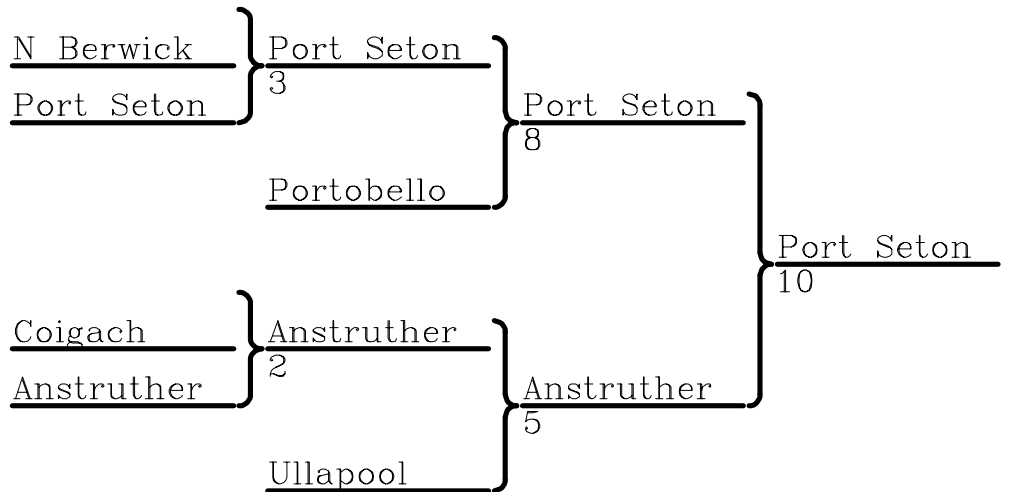 N Berwick
Port Seton
3
Port Seton
Port Seton
8
Portobello
Port Seton
10
Coigach
Anstruther
2
Anstruther
Anstruther
5
Ullapool